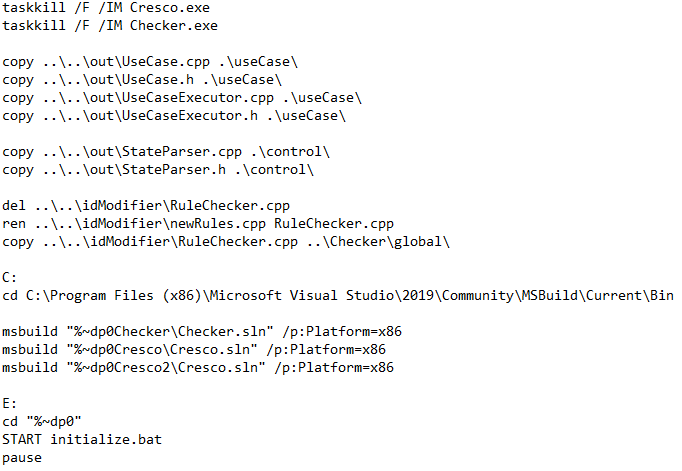 taskkill /F /IM Cresco.exe
taskkill /F /IM Checker.exe
copy ..\..\out\UseCase.cpp .\useCase\
copy ..\..\out\UseCase.h .\useCase\
copy ..\..\out\UseCaseExecutor.cpp .\useCase\
copy ..\..\out\UseCaseExecutor.h .\useCase\
copy ..\..\out\StateParser.cpp .\control\
copy ..\..\out\StateParser.h .\control\
del ..\..\idModifier\RuleChecker.cpp
ren ..\..\idModifier\newRules.cpp RuleChecker.cpp
copy ..\..\idModifier\RuleChecker.cpp ..\Checker\global\
C:
cd C:\Program Files (x86)\Microsoft Visual Studio\2019\Community\MSBuild\Current\Bin
msbuild "%~dp0Checker\Checker.sln" /p:Platform=x86
msbuild "%~dp0Cresco\Cresco.sln" /p:Platform=x86
msbuild "%~dp0Cresco2\Cresco.sln" /p:Platform=x86
E:
cd "%~dp0"
START initialize.bat
pause